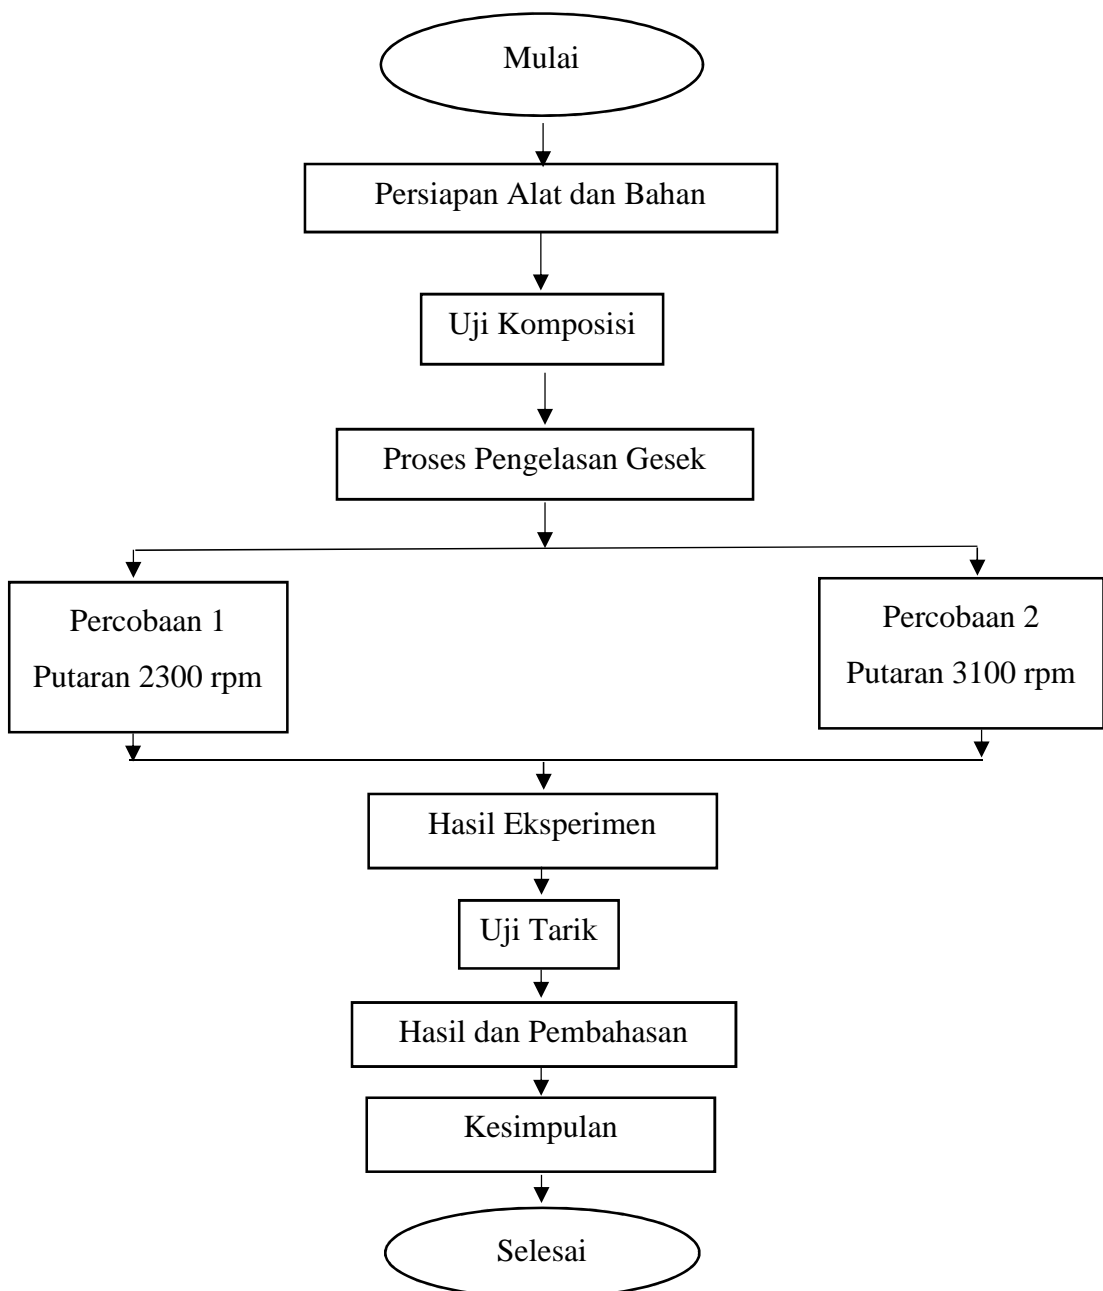 Mulai
Persiapan Alat dan Bahan
Uji Komposisi
Proses Pengelasan Gesek
Percobaan 1
Putaran 2300 rpm
Percobaan 2
Putaran 3100 rpm
Hasil Eksperimen
Uji Tarik
Hasil dan Pembahasan
Kesimpulan
Selesai